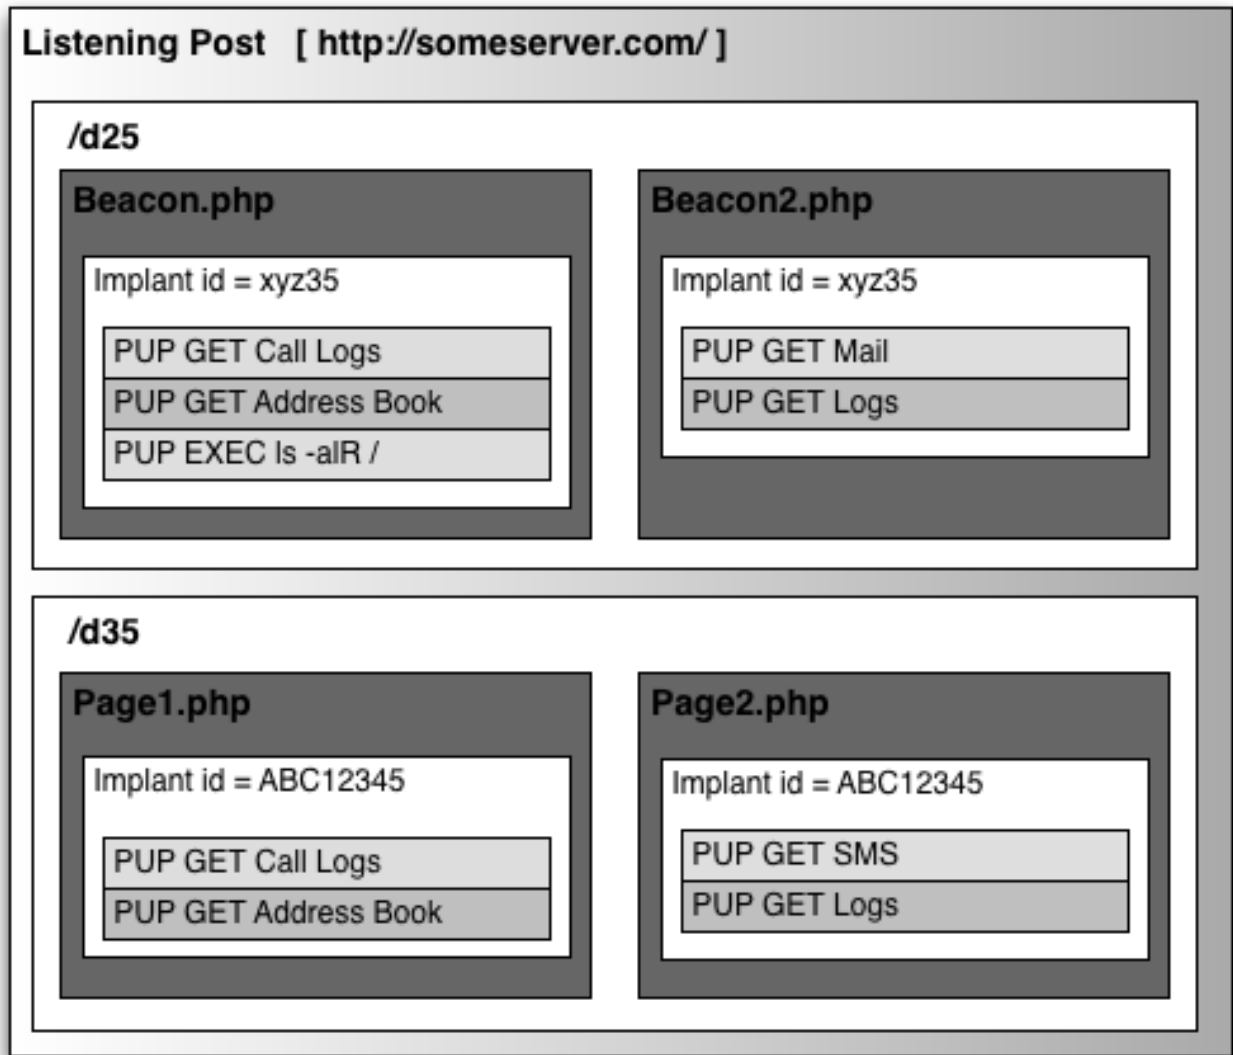 Listening Post [ http://someserver.com/ ]
/d25
Beacon.php
Implant id = xyz35
PUP GET Call Logs
PUP GET Address Book
PUP EXEC ls -alR /
Beacon2.php
Implant id = xyz35
PUP GET Mail
PUP GET Logs
/d35
Page1.php
Implant id = ABC12345
PUP GET Call Logs
PUP GET Address Book
Page2.php
Implant id = ABC12345
PUP GET SMS
PUP GET Logs